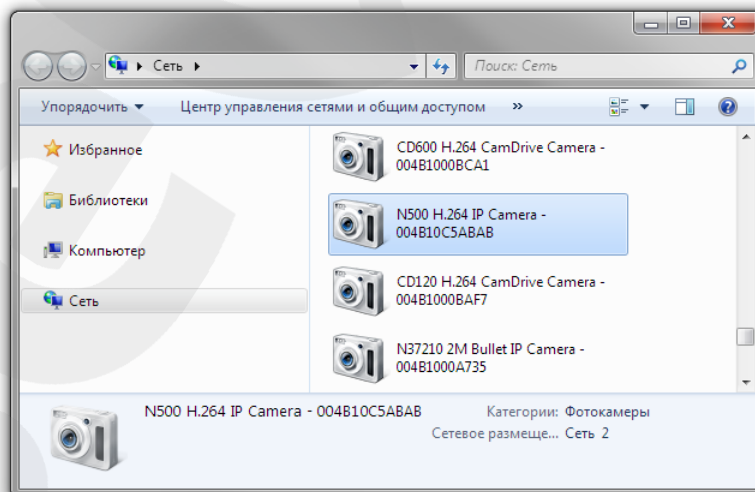 Сеть
Поиск: Сеть
Упорядочить
Центр управления сетями и общим доступом
»
Избранное
Библиотеки
Компьютер
Сеть
CD600 H.264 CamDrive Camera -
004B1000BCA1
N500 H.264 IP Camera -
004B10C5ABAB
CD120 H.264 CamDrive Camera -
004B1000BAF7
N37210 2M Bullet IP Camera -
004B1000A735
N500 H.264 IP Camera - 004B10C5ABAB
Категории: Фотокамеры
Сетевое размеще... Сеть 2